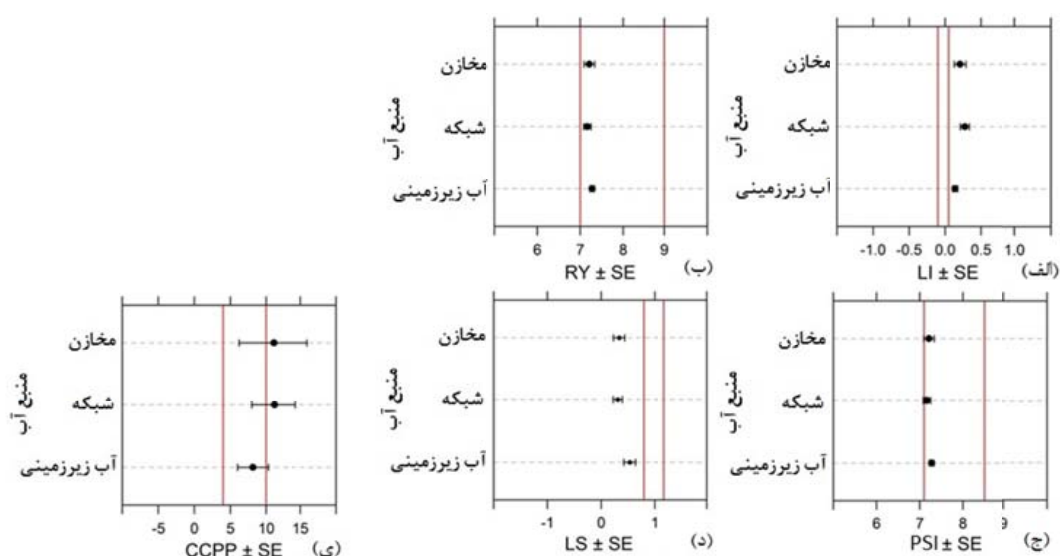 مخازن
شبکه
آب زیرزمینی
منبع آب
-1.0 -0.5 0.0 0.5 1.0
LI ± SE
(الف)
مخازن
شبکه
آب زیرزمینی
منبع آب
6 7 8 9
RY ± SE
(ب)
مخازن
شبکه
آب زیرزمینی
منبع آب
6 7 8 9
PSI ± SE
(ج)
مخازن
شبکه
آب زیرزمینی
منبع آب
-1 0 1
LS ± SE
(د)
مخازن
شبکه
آب زیرزمینی
منبع آب
-5 0 5 10 15
CCPP ± SE
(ی)